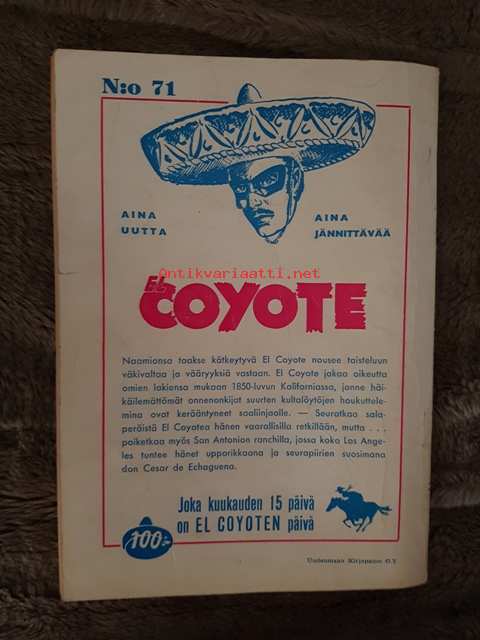 N:o 71
AINA
UUTTA
AINA
JÄNNITTÄVÄÄ
Antikvariaatti.net
EL
COYOTE
Naamionsa taakse kätkeytyvä El Coyote nousee taisteluun
väkivaltaa ja vääryyksiä vastaan. El Coyote jakaa oikeutta
omien lakiensa mukaan 1850-luvun Kaliforniassa, jonne häi-
käilemättömät onnenonkijat suurten kultalöytöjen houkuttele-
mina ovat kerääntyneet saaliinjaolle. — Seuratkaa sala-
peräistä El Coyotea hänen vaarallisilla retkillään, mutta . . .
poiketkaa myös San Antonion ranchilla, jossa koko Los Ange-
les tuntee hänet upporikkaana ja seurapiirien suosimana
don Cesar de Echaguena.
Joka kuukauden 15 päivä
on EL COYOTEN päivä
100:-
Uudenmaan Kirjapaino O.Y.